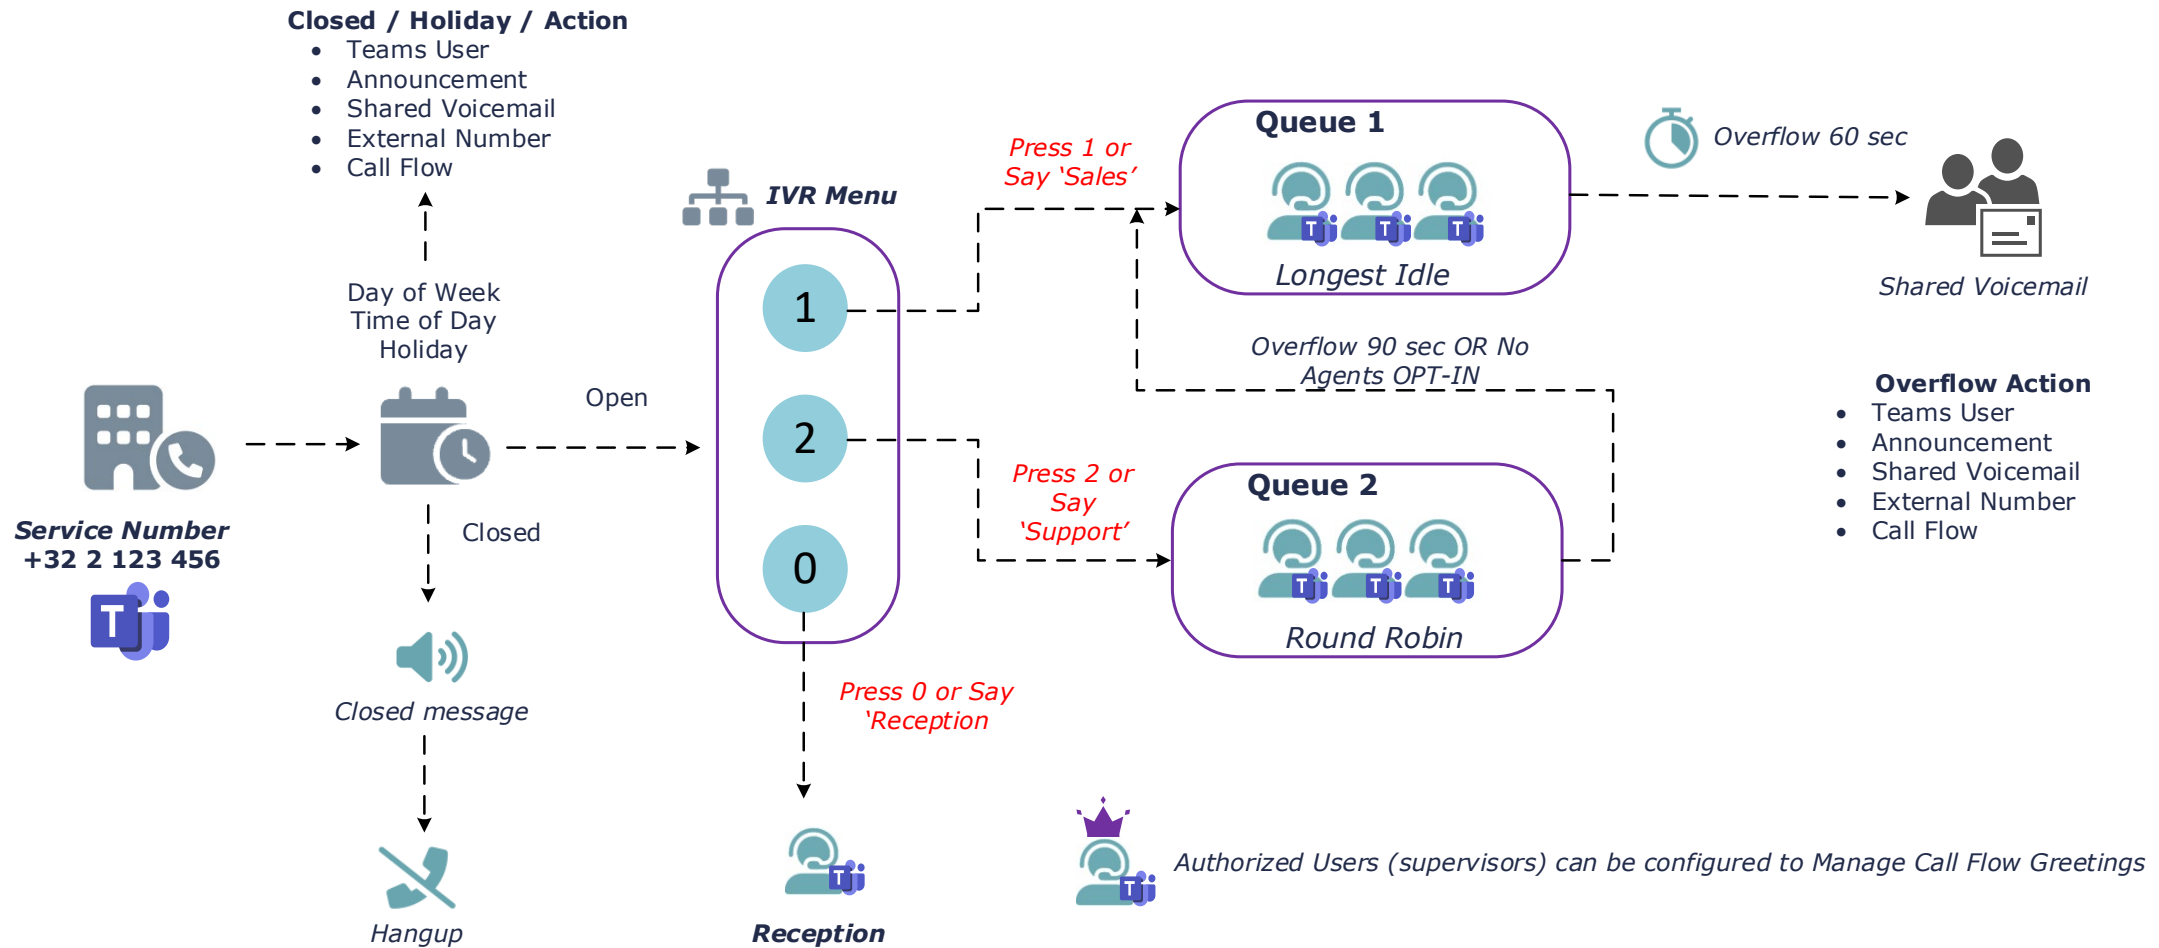 Closed / Holiday / Action
• Teams User
• Announcement
• Shared Voicemail
• External Number
• Call Flow
Day of Week
Time of Day
Holiday
Service Number
+32 2 123 456
T
Open
Closed
Closed message
Hangup
IVR Menu
1
2
0
Press 1 or
Say ‘Sales’
Press 2 or
Say
‘Support’
Press 0 or Say
‘Reception
T
Reception
Queue 1
T T T
Longest Idle
Overflow 60 sec
Shared Voicemail
Overflow 90 sec OR No
Agents OPT-IN
Queue 2
T T T
Round Robin
Overflow Action
• Teams User
• Announcement
• Shared Voicemail
• External Number
• Call Flow
T
Authorized Users (supervisors) can be configured to Manage Call Flow Greetings